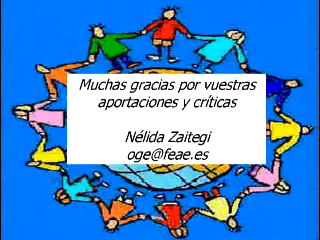 Muchas gracias por vuestras
aportaciones y críticas
Nélida Zaitegi
oge@feae.es